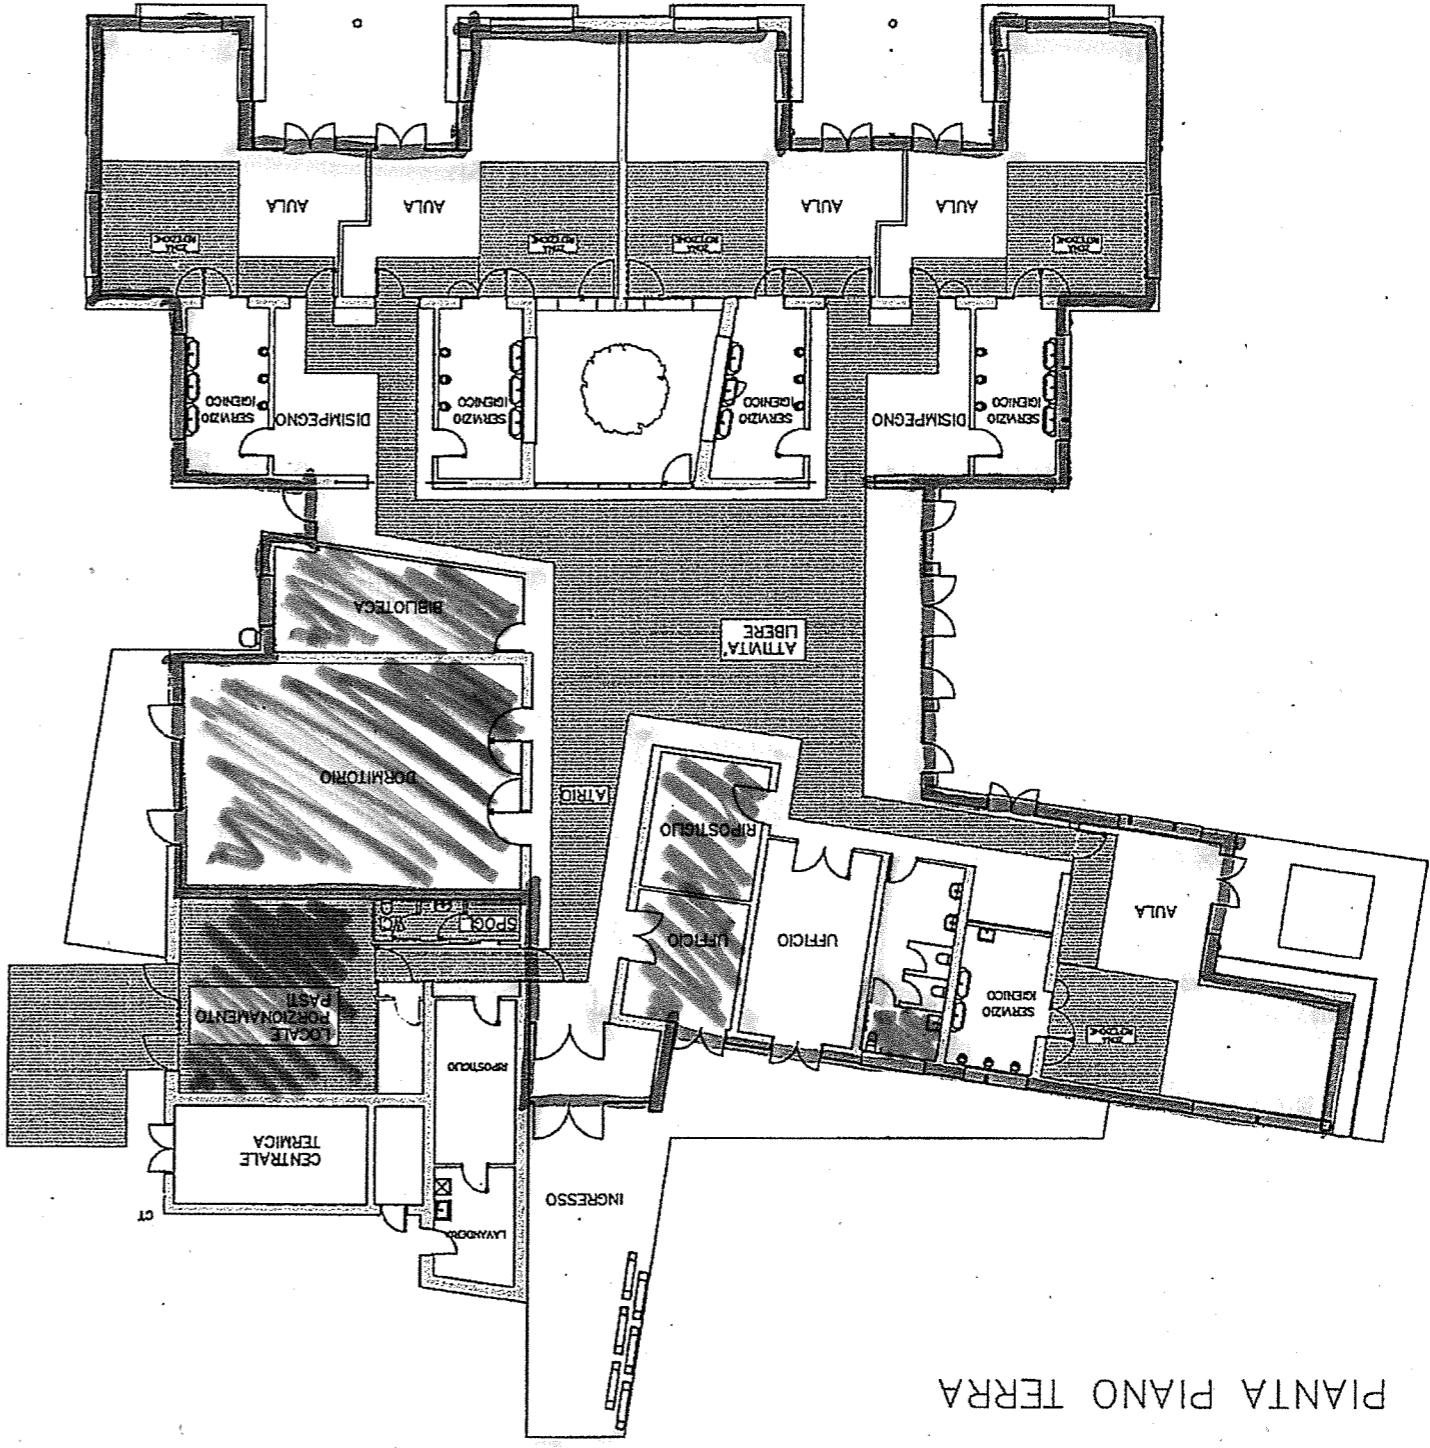 PIANTA PIANO TERRA
INGRESSO
LAVANDERIA
CT
CENTRALE
TERMICA
RIPOSTIGLIO
LOCALE
PORZIONAMENTO
PASTI
SERVIZIO
IGIENICO
UFFICIO
UFFICIO
SPOGL.
WC
AULA
RIPOSTIGLIO
ATRIO
DORMITORIO
ATTIVITA'
LIBERE
BIBLIOTECA
SERVIZIO
IGIENICO
DISIMPEGNO
SERVIZIO
IGIENICO
SERVIZIO
IGIENICO
DISIMPEGNO
SERVIZIO
IGIENICO
AULA
AULA
AULA
AULA